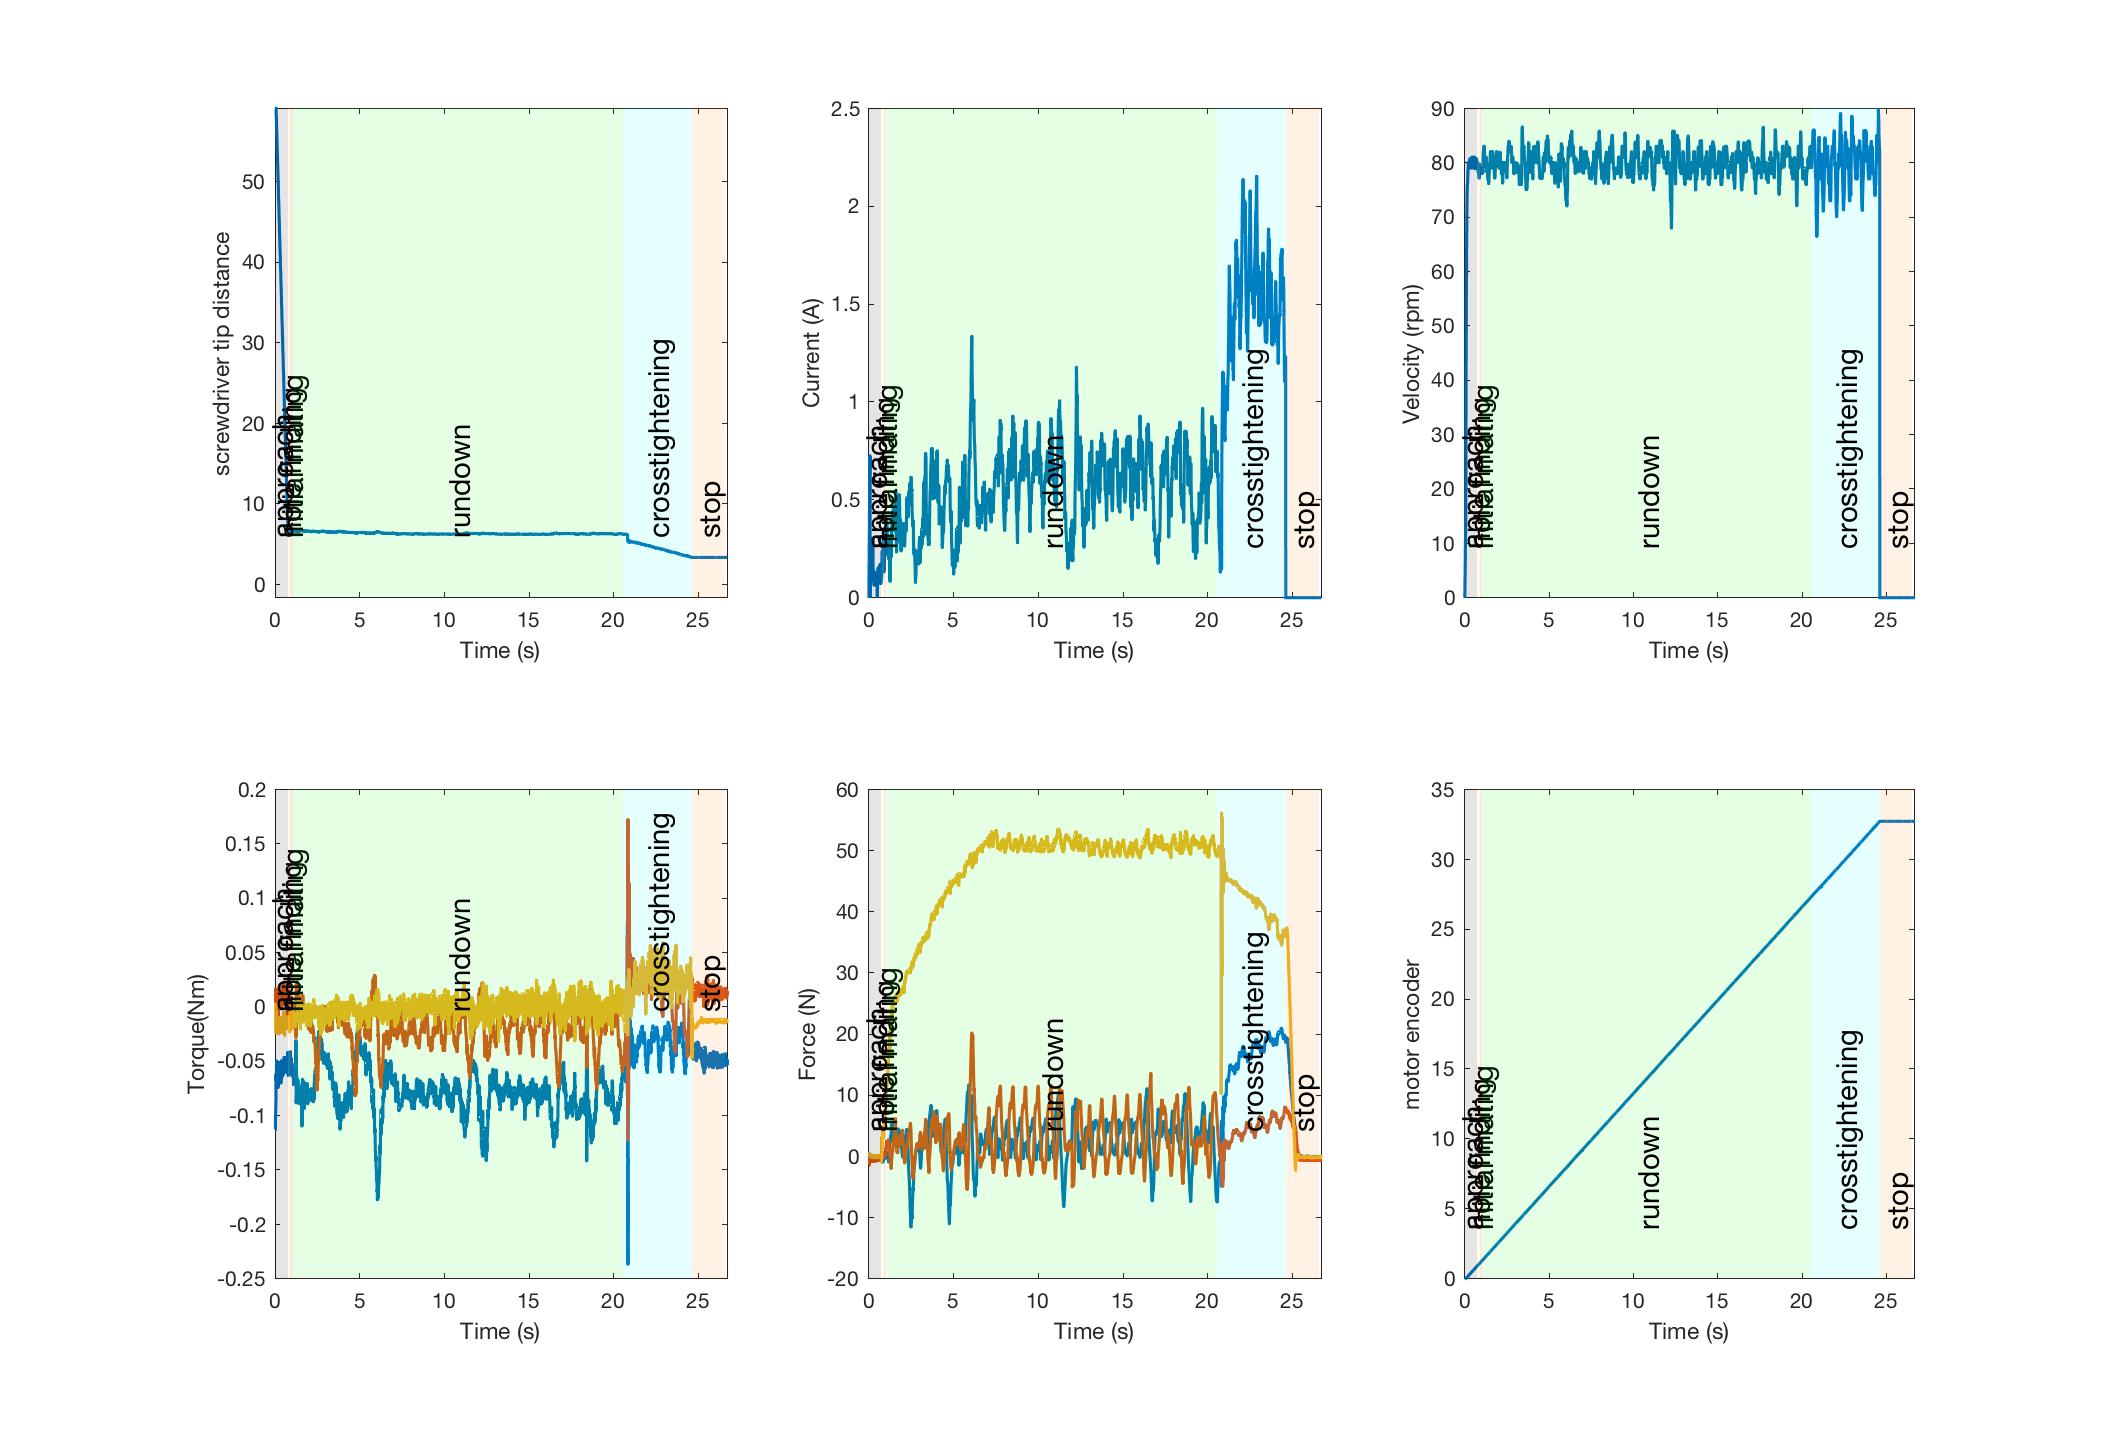 50
40
30
20
10
0
screwdriver tip distance
approach
rundown
crosstightening
stop
0 5 10 15 20 25
Time (s)
2.5
2
1.5
1
0.5
0
Current (A)
approach
rundown
crosstightening
stop
0 5 10 15 20 25
Time (s)
90
80
70
60
50
40
30
20
10
0
Velocity (rpm)
approach
rundown
crosstightening
stop
0 5 10 15 20 25
Time (s)
0.2
0.15
0.1
0.05
0
-0.05
-0.1
-0.15
-0.2
-0.25
Torque(Nm)
approach
rundown
crosstightening
stop
0 5 10 15 20 25
Time (s)
60
50
40
30
20
10
0
-10
-20
Force (N)
approach
rundown
crosstightening
stop
0 5 10 15 20 25
Time (s)
35
30
25
20
15
10
5
0
motor encoder
approach
rundown
crosstightening
stop
0 5 10 15 20 25
Time (s)